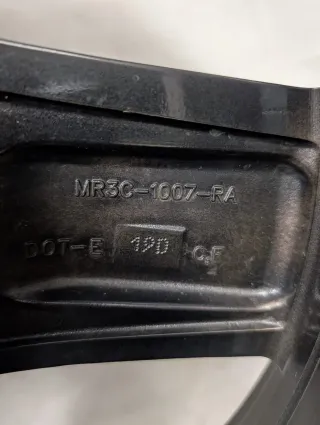 MR3C-1007-RA
DOT-E 19D CF